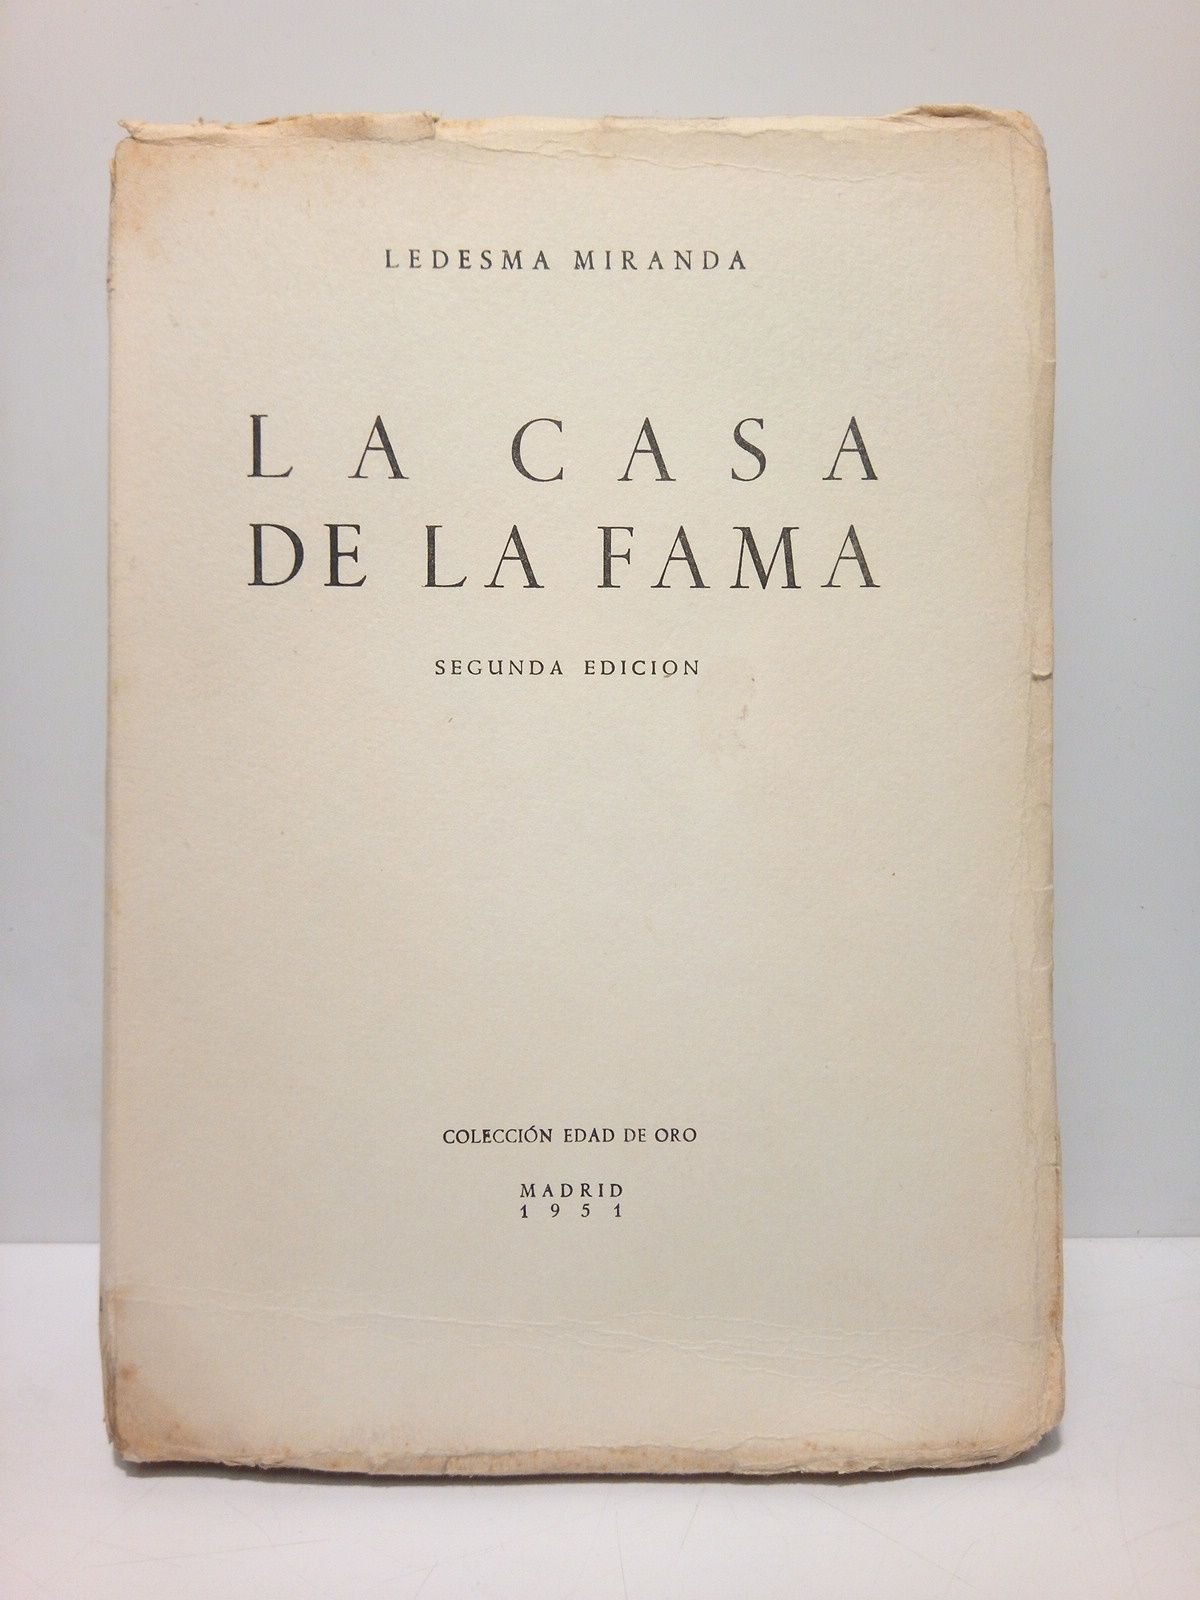 LEDESMA MIRANDA
LA CASA
DE LA FAMA
SEGUNDA EDICION
COLECCIÓN EDAD DE ORO
MADRID
1951